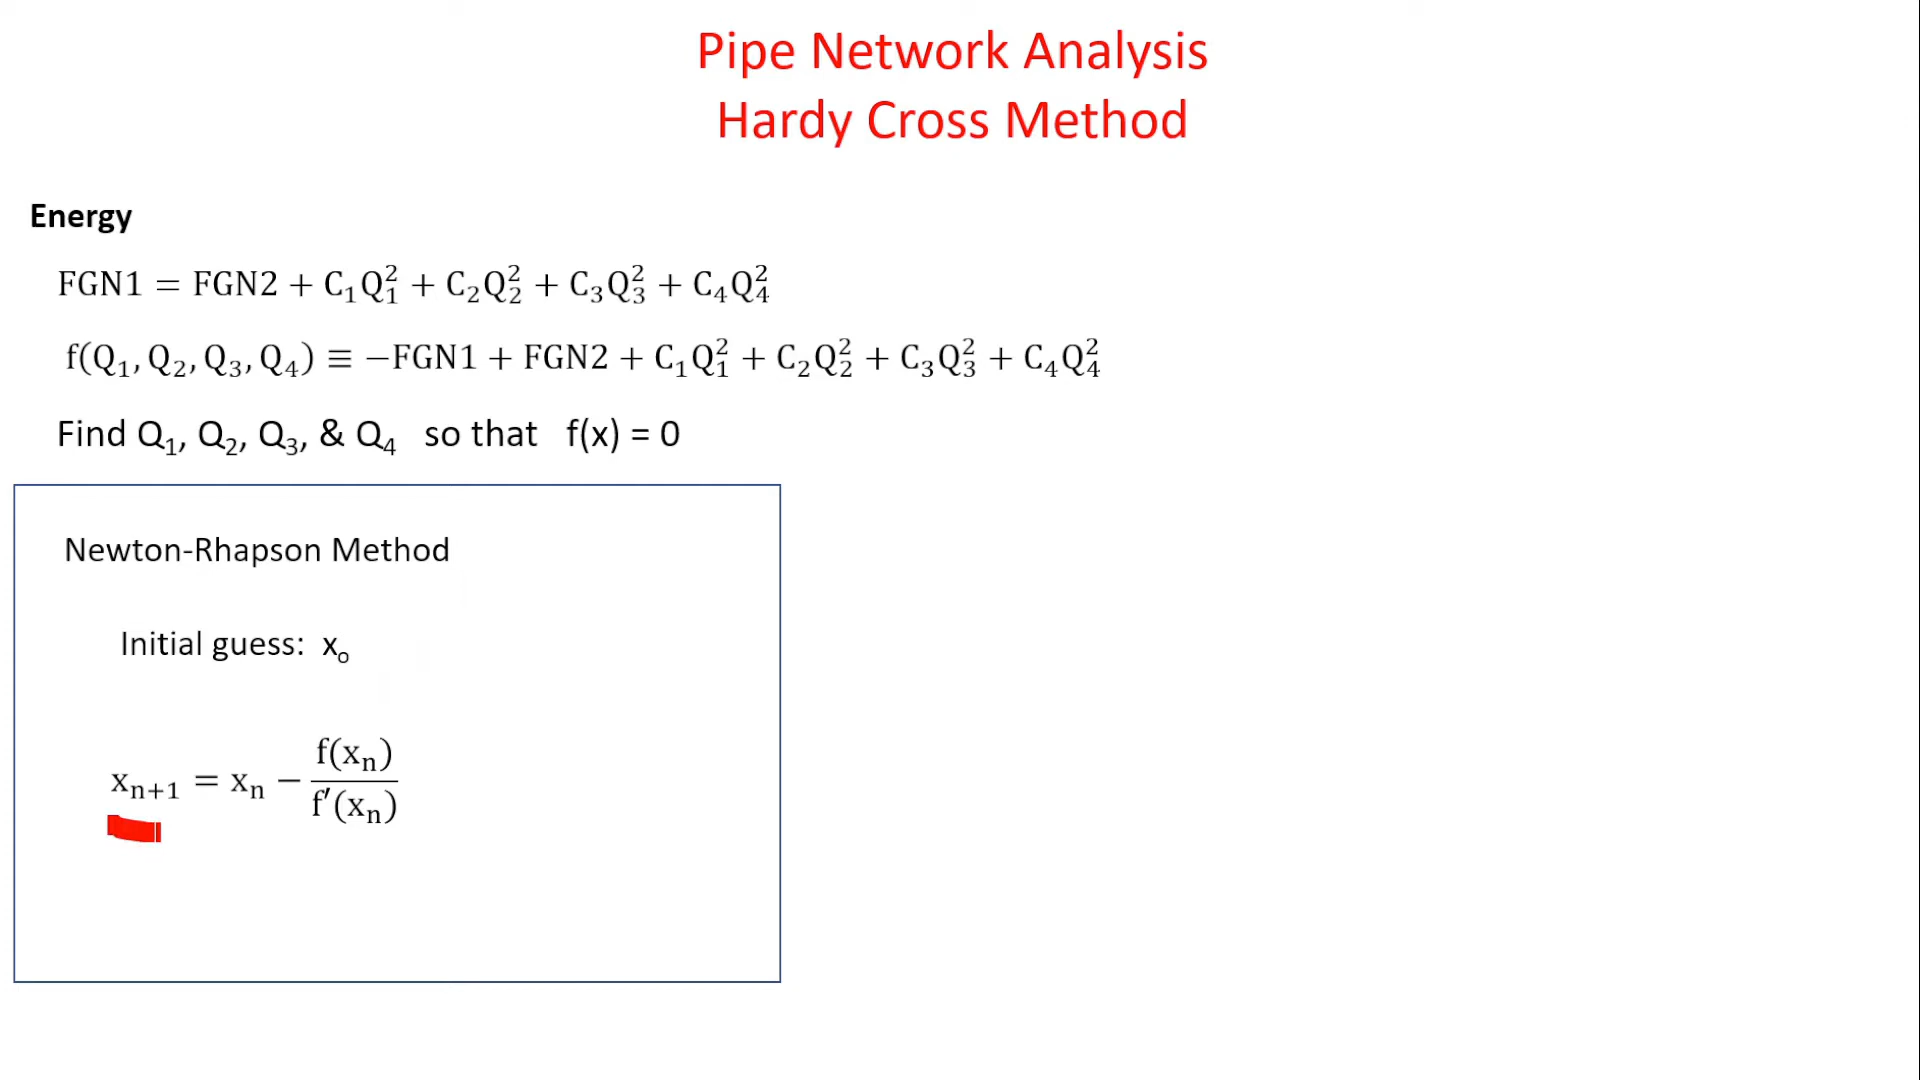 Pipe Network Analysis
Hardy Cross Method
Energy
FGN1 = FGN2 + C₁Q₁² + C₂Q₂² + C₃Q₃² + C₄Q₄²
f(Q₁, Q₂, Q₃, Q₄) ≡ −FGN1 + FGN2 + C₁Q₁² + C₂Q₂² + C₃Q₃² + C₄Q₄²
Find Q₁, Q₂, Q₃, & Q₄ so that f(x) = 0
Newton-Rhapson Method
Initial guess: xₒ
xₙ₊₁ = xₙ − f(xₙ) / f′(xₙ)